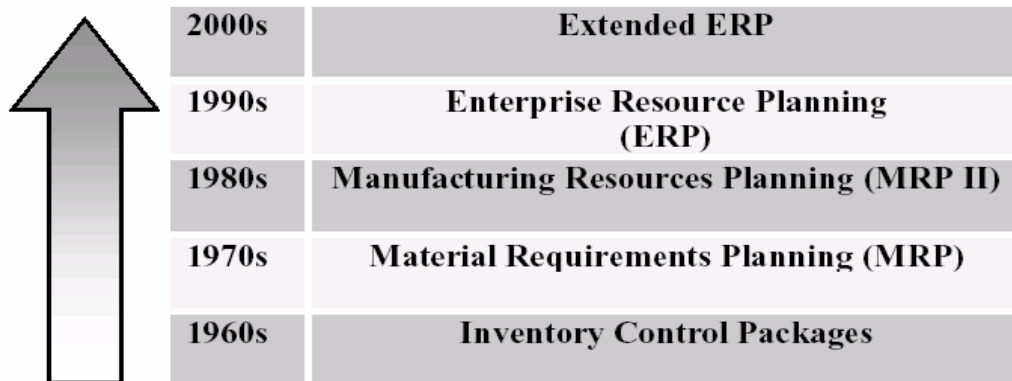 2000s Extended ERP
1990s Enterprise Resource Planning
(ERP)
1980s Manufacturing Resources Planning (MRP II)
1970s Material Requirements Planning (MRP)
1960s Inventory Control Packages